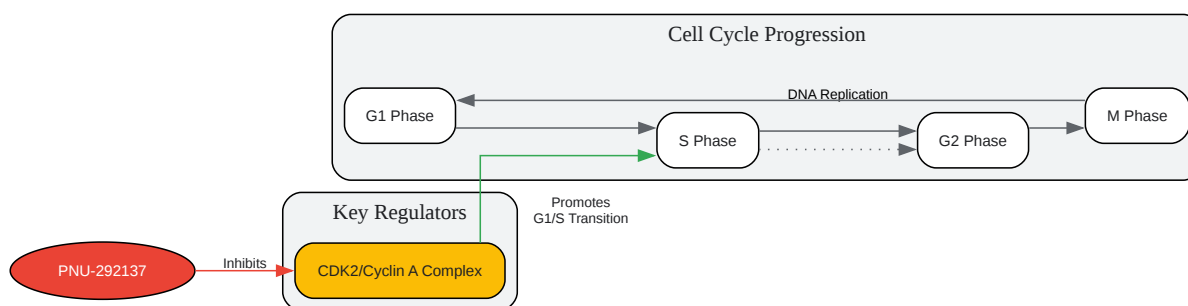 Cell Cycle Progression
DNA Replication
G1 Phase
M Phase
S Phase
G2 Phase
Promotes
G1/S Transition
Key Regulators
Inhibits
PNU-292137
CDK2/Cyclin A Complex